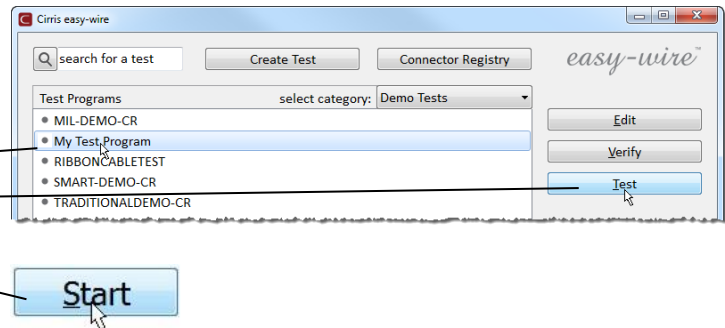 Cirris easy-wire
search for a test Create Test Connector Registry easy-wire™
Test Programs select category: Demo Tests
MIL-DEMO-CR Edit
My Test Program
RIBBONCABLETEST Verify
SMART-DEMO-CR Test
TRADITIONALDEMO-CR
Start